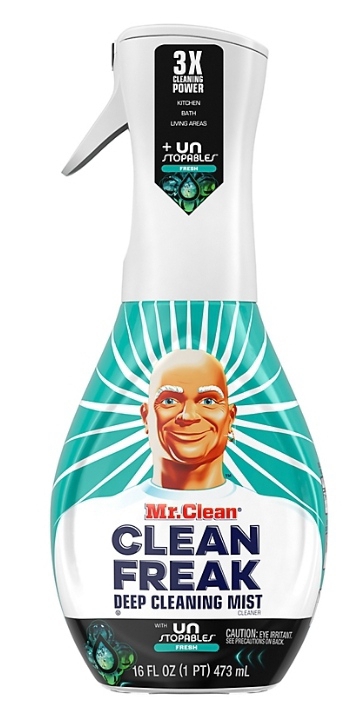 3X
CLEANING
POWER
KITCHEN
BATH
LIVING AREAS
+ UN
STOPABLES
FRESH
Mr. Clean®
CLEAN
FREAK
DEEP CLEANING MIST
CLEANER
WITH UN
STOPABLES
FRESH
CAUTION: EYE IRRITANT.
SEE PRECAUTIONS ON BACK.
16 FL OZ (1 PT) 473 mL